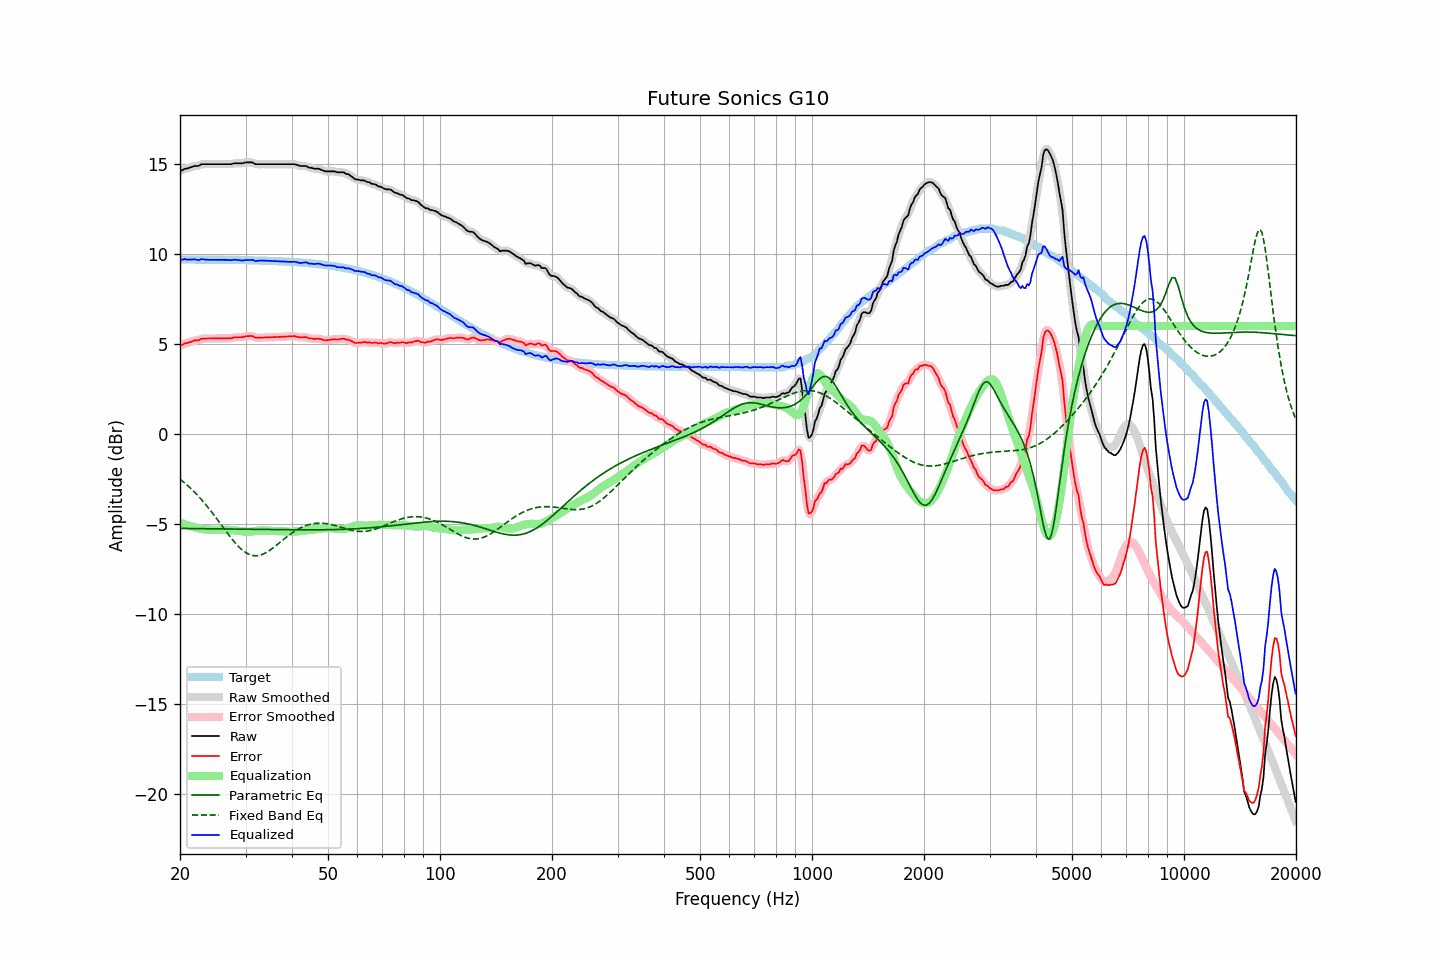 Future Sonics G10
Amplitude (dBr)
15
10
5
0
−5
−10
−15
−20
Target
Raw Smoothed
Error Smoothed
Raw
Error
Equalization
Parametric Eq
Fixed Band Eq
Equalized
20 50 100 200 500 1000 2000 5000 10000 20000
Frequency (Hz)